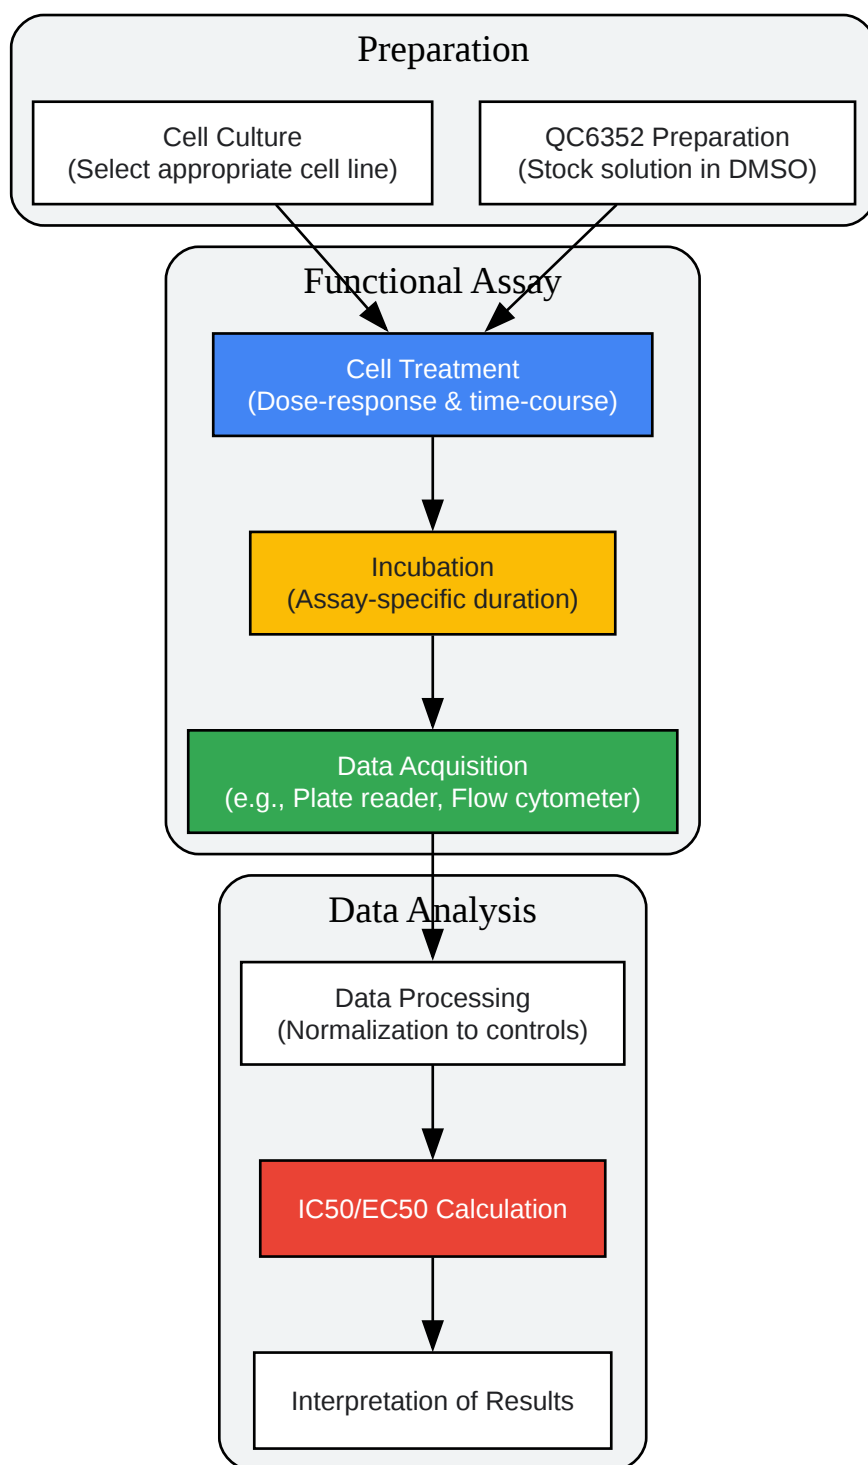 Preparation
Cell Culture
(Select appropriate cell line)
QC6352 Preparation
(Stock solution in DMSO)
Functional Assay
Cell Treatment
(Dose-response & time-course)
Incubation
(Assay-specific duration)
Data Acquisition
(e.g., Plate reader, Flow cytometer)
Data Analysis
Data Processing
(Normalization to controls)
IC50/EC50 Calculation
Interpretation of Results